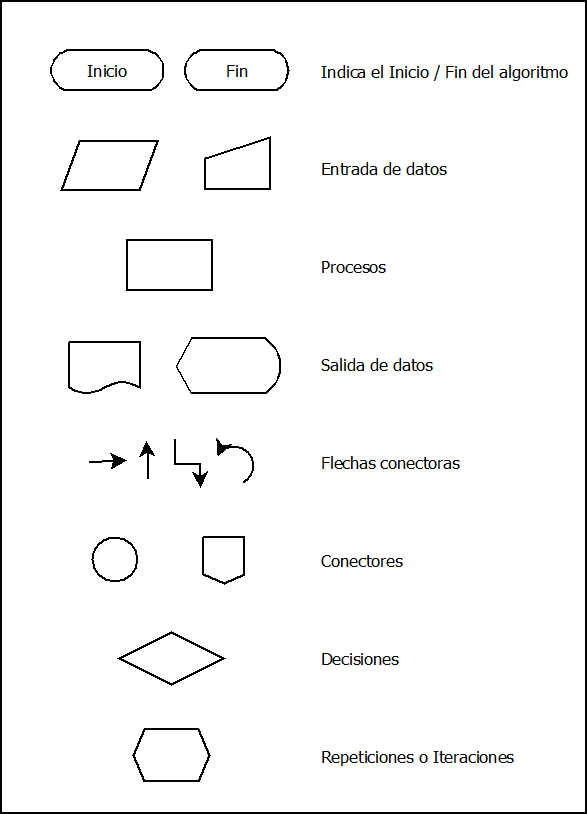 Inicio Fin Indica el Inicio / Fin del algoritmo
Entrada de datos
Procesos
Salida de datos
Flechas conectoras
Conectores
Decisiones
Repeticiones o Iteraciones